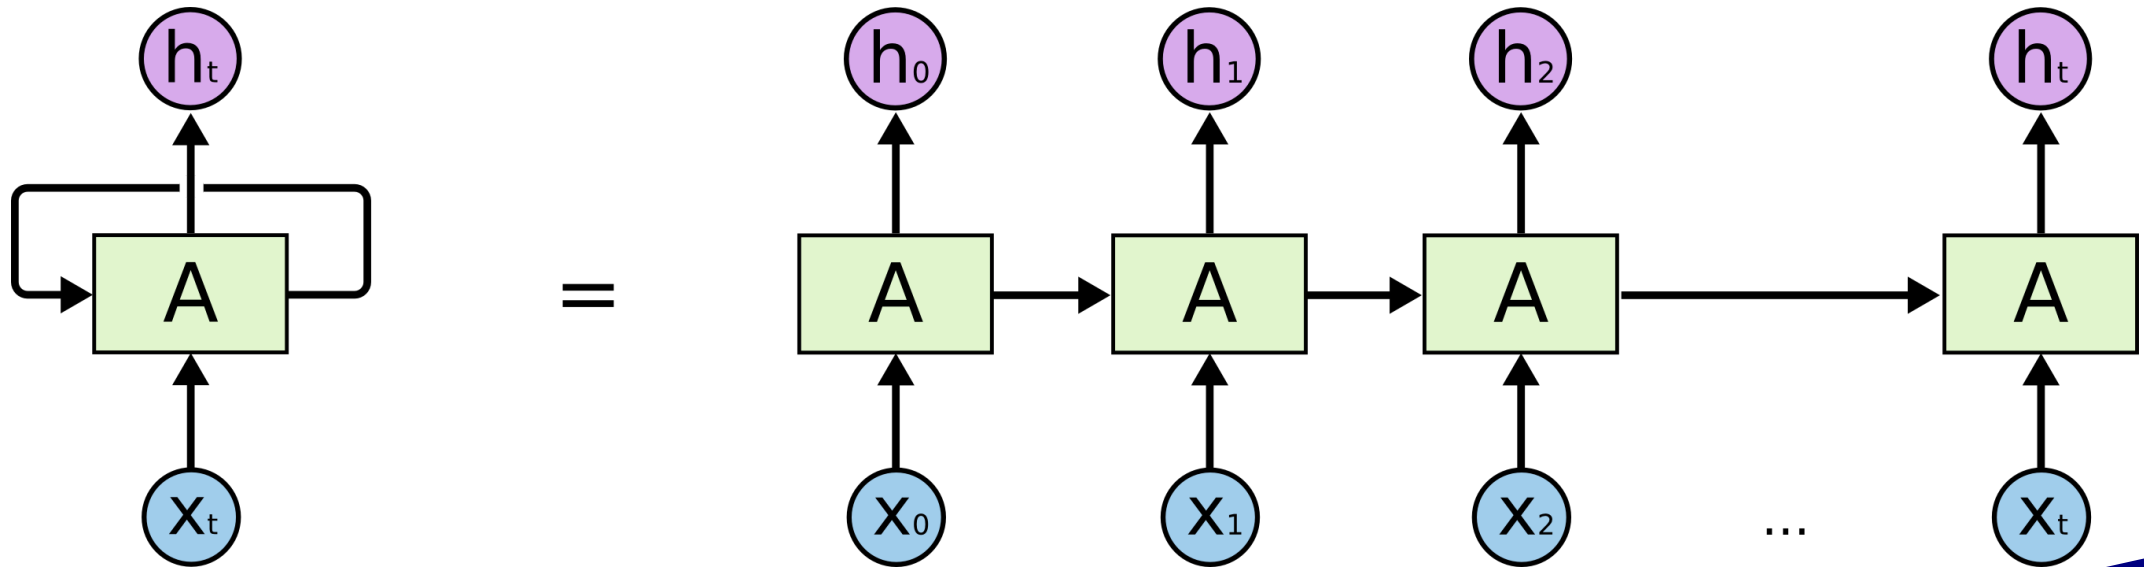 hₜ h₀ h₁ h₂ hₜ
A = A A A A
xₜ x₀ x₁ x₂ ... xₜ